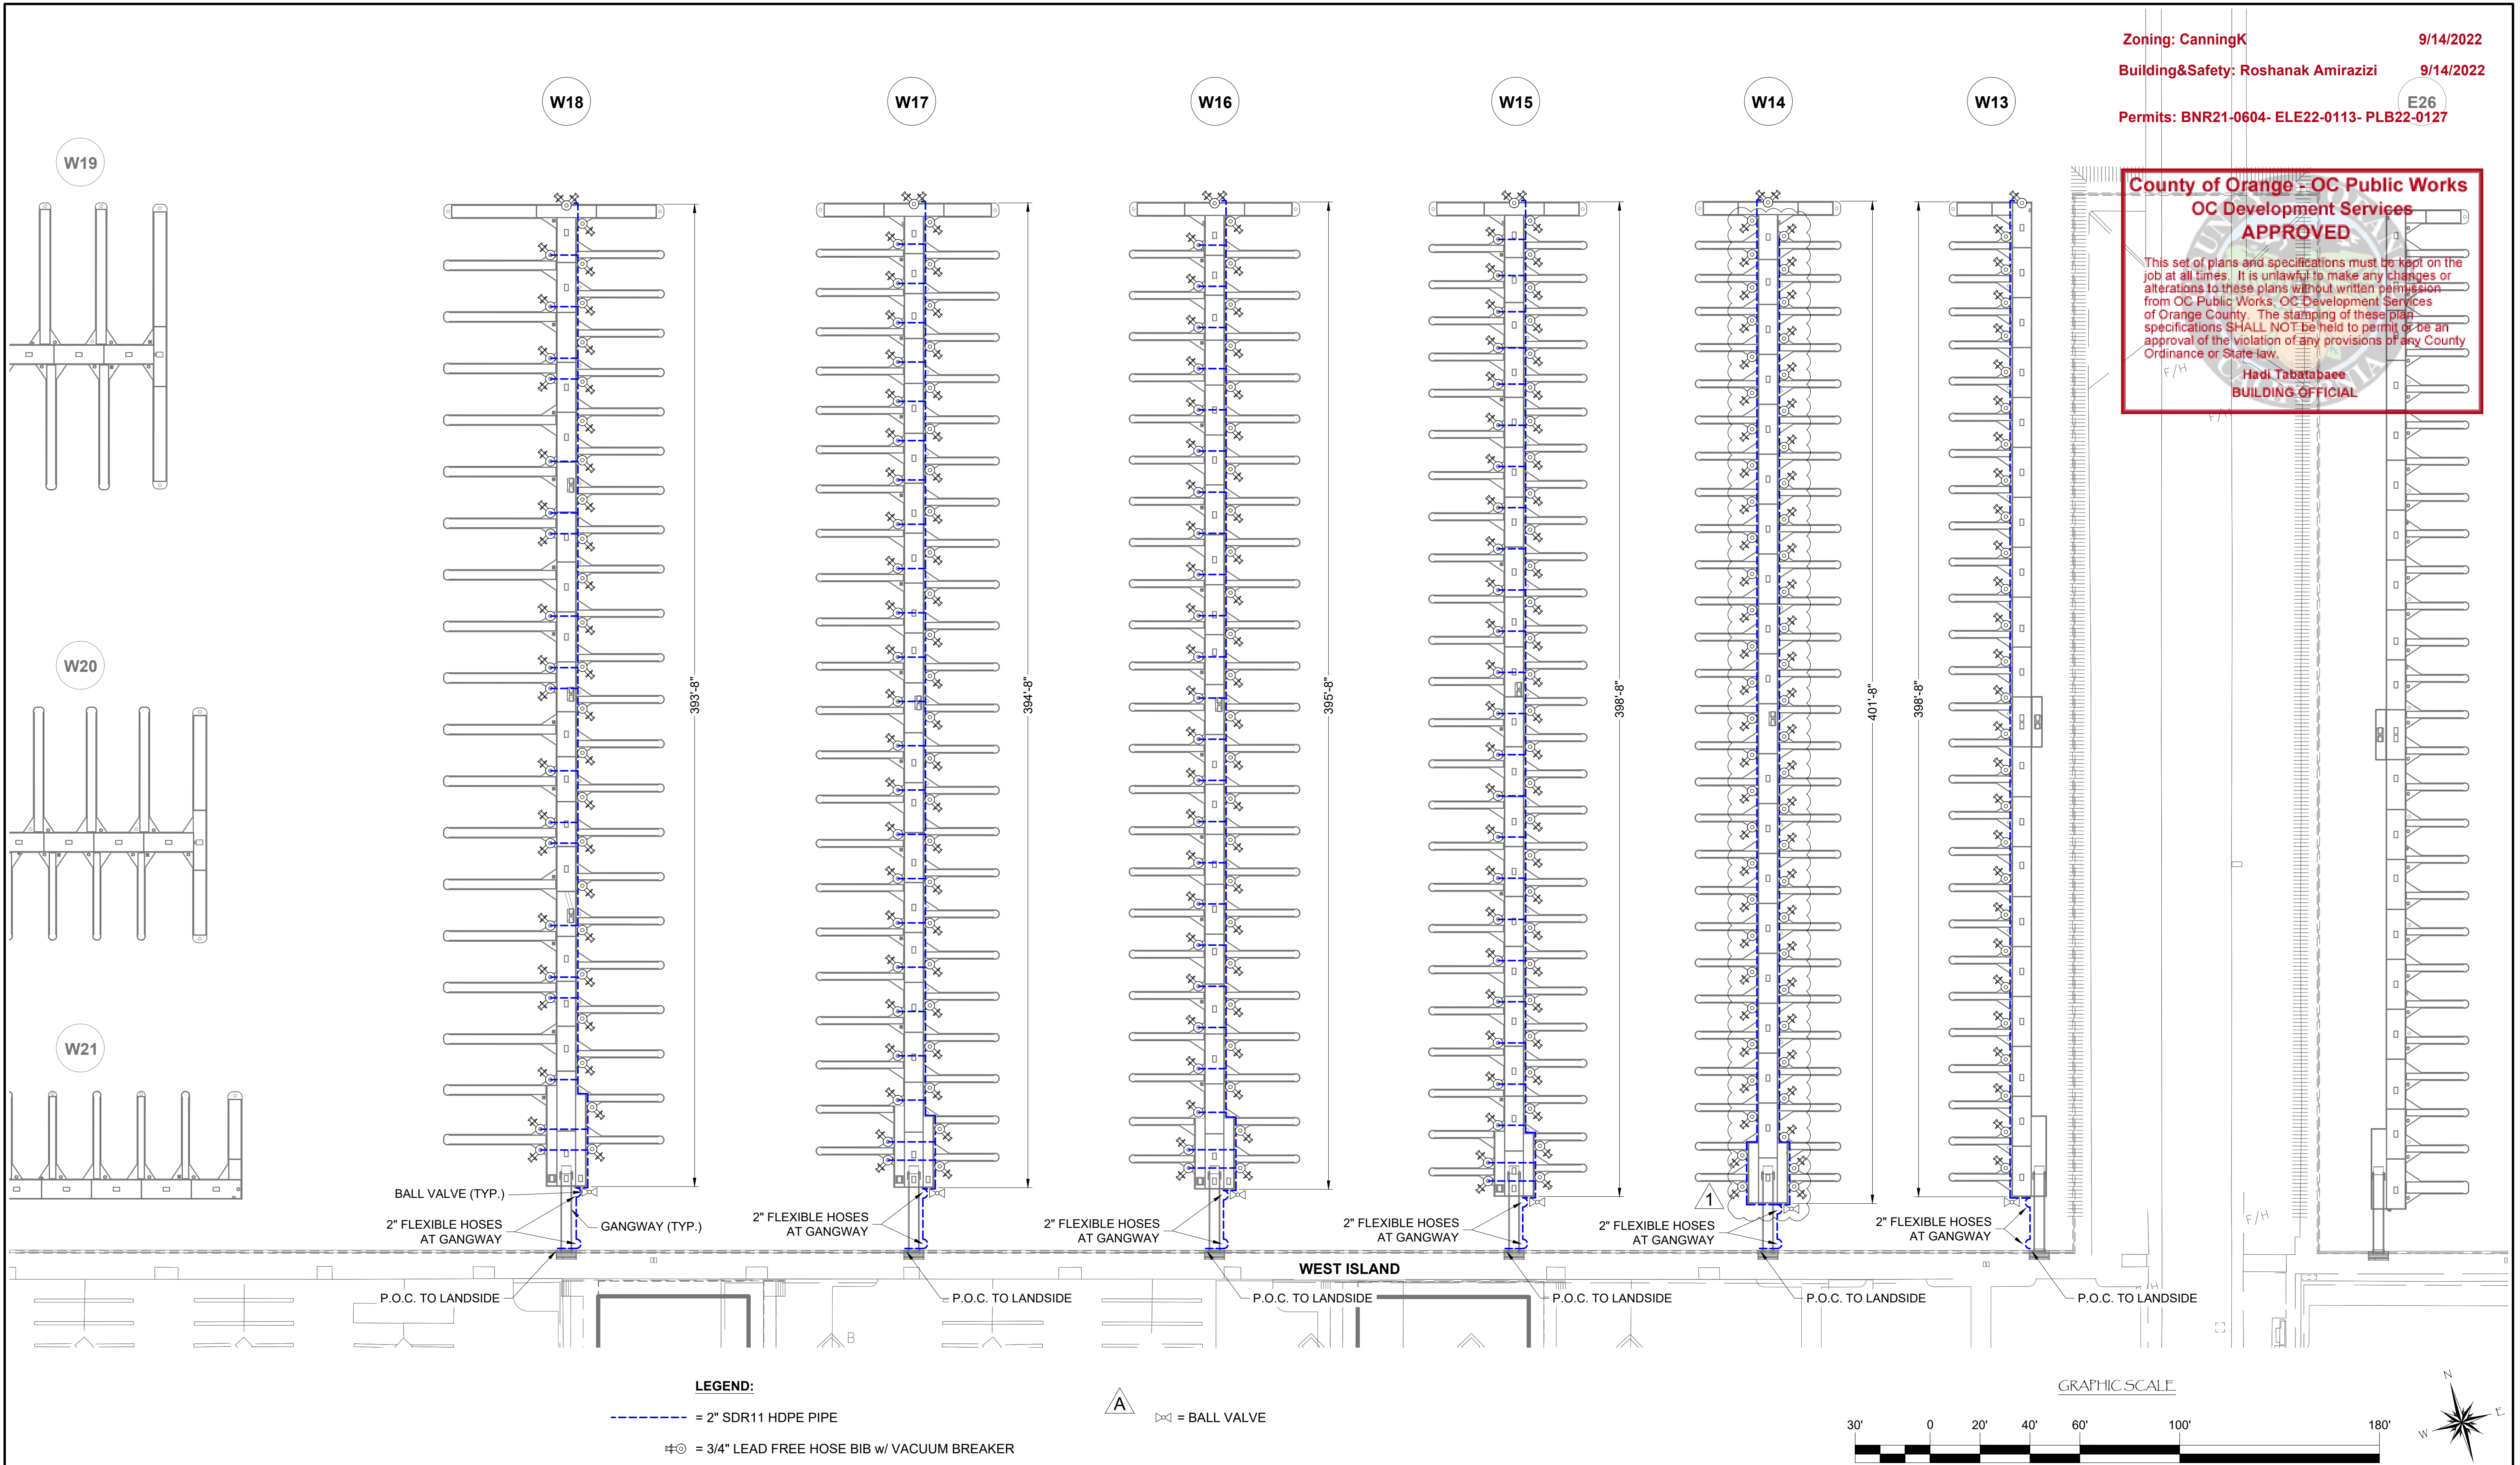 Zoning: CanningK 9/14/2022
Building&Safety: Roshanak Amirazizi 9/14/2022
Permits: BNR21-0604- ELE22-0113- PLB22-0127
W18
W17
W16
W15
W14
W13
E26
W19
W20
W21
County of Orange - OC Public Works
OC Development Services
APPROVED
This set of plans and specifications must be kept on the
job at all times. It is unlawful to make any changes or
alterations to these plans without written permission
from OC Public Works, OC Development Services
of Orange County. The stamping of these plan
specifications SHALL NOT be held to permit or be an
approval of the violation of any provisions of any County
Ordinance or State law.
Hadi Tabatabaee
BUILDING OFFICIAL
F/H
F/H
393'-8"
394'-8"
395'-8"
398'-8"
401'-8"
398'-8"
BALL VALVE (TYP.)
2" FLEXIBLE HOSES
AT GANGWAY
GANGWAY (TYP.)
2" FLEXIBLE HOSES
AT GANGWAY
2" FLEXIBLE HOSES
AT GANGWAY
2" FLEXIBLE HOSES
AT GANGWAY
1
2" FLEXIBLE HOSES
AT GANGWAY
2" FLEXIBLE HOSES
AT GANGWAY
F/H
WEST ISLAND
P.O.C. TO LANDSIDE
P.O.C. TO LANDSIDE
P.O.C. TO LANDSIDE
P.O.C. TO LANDSIDE
P.O.C. TO LANDSIDE
P.O.C. TO LANDSIDE
B
LEGEND:
= 2" SDR11 HDPE PIPE
= 3/4" LEAD FREE HOSE BIB w/ VACUUM BREAKER
A
= BALL VALVE
GRAPHIC SCALE
30' 0 20' 40' 60' 100' 180'
N
E
W